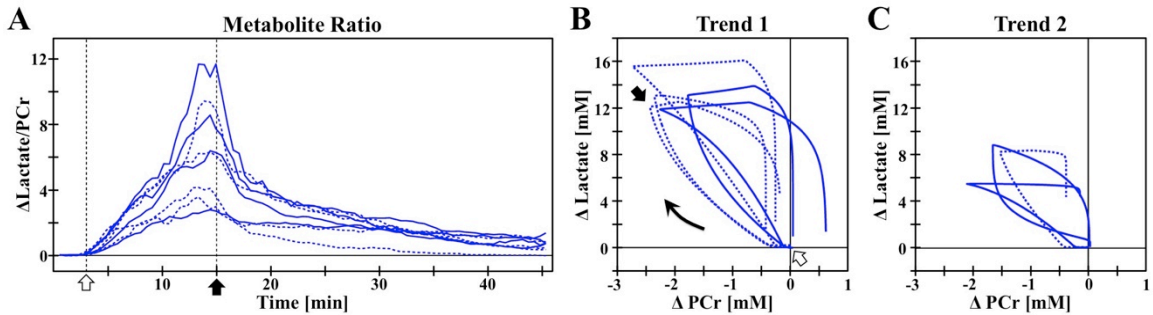 A
Metabolite Ratio
ΔLactate/PCr
12
8
4
0
10
20
30
40
Time [min]
B
Trend 1
Δ Lactate [mM]
16
12
8
4
0
-3
-2
-1
0
1
Δ PCr [mM]
C
Trend 2
Δ Lactate [mM]
16
12
8
4
0
-3
-2
-1
0
1
Δ PCr [mM]